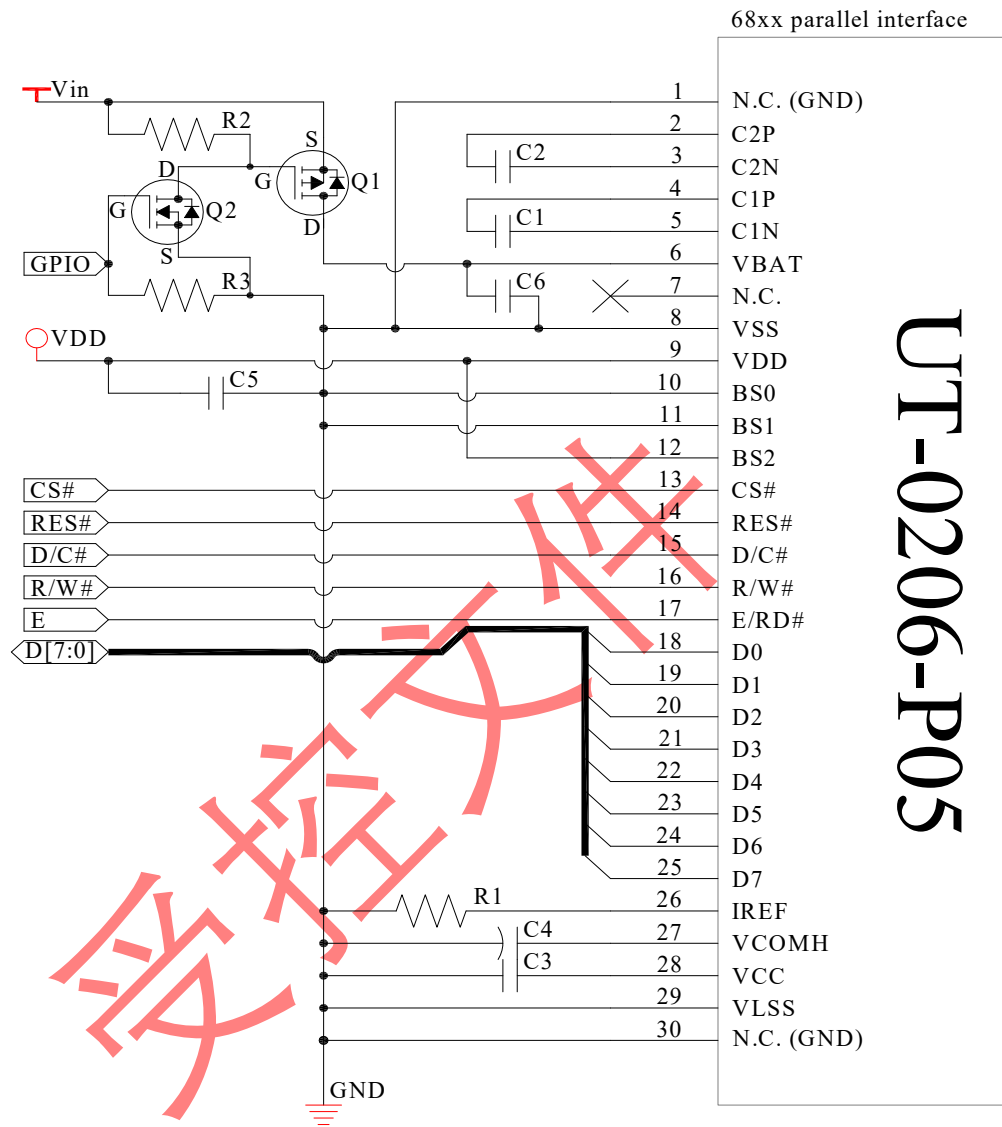 68xx parallel interface
Vin
R2
S
D
G
Q1
G
Q2
D
S
GPIO
R3
VDD
C5
C2
C1
C6
1 N.C. (GND)
2 C2P
3 C2N
4 C1P
5 C1N
6 VBAT
7 N.C.
8 VSS
9 VDD
10 BS0
11 BS1
12 BS2
CS# 13 CS#
RES# 14 RES#
D/C# 15 D/C#
R/W# 16 R/W#
E 17 E/RD#
D[7:0] 18 D0
19 D1
20 D2
21 D3
22 D4
23 D5
24 D6
25 D7
R1 26 IREF
C4 27 VCOMH
C3 28 VCC
29 VLSS
30 N.C. (GND)
GND
UT-0206-P05
受控文件